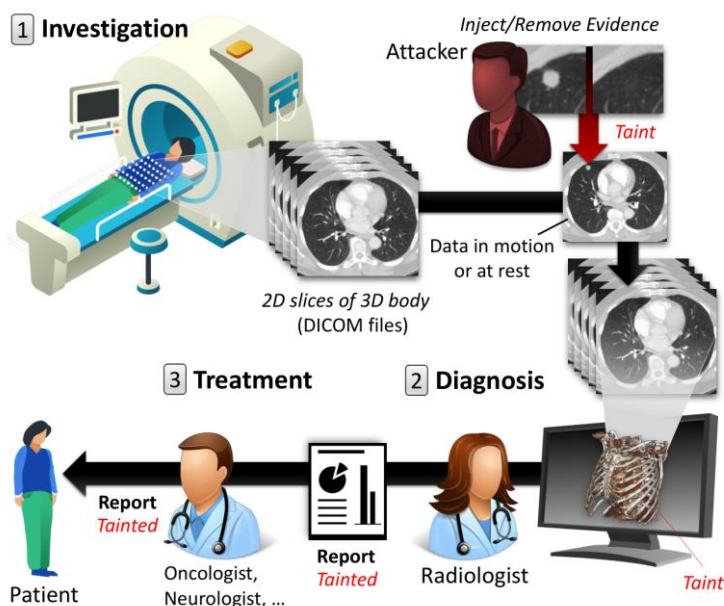 1 Investigation
Inject/Remove Evidence
Attacker
Taint
Data in motion
or at rest
2D slices of 3D body
(DICOM files)
3 Treatment
2 Diagnosis
Report
Tainted
Report
Tainted
Patient
Oncologist,
Neurologist, ...
Radiologist
Taint